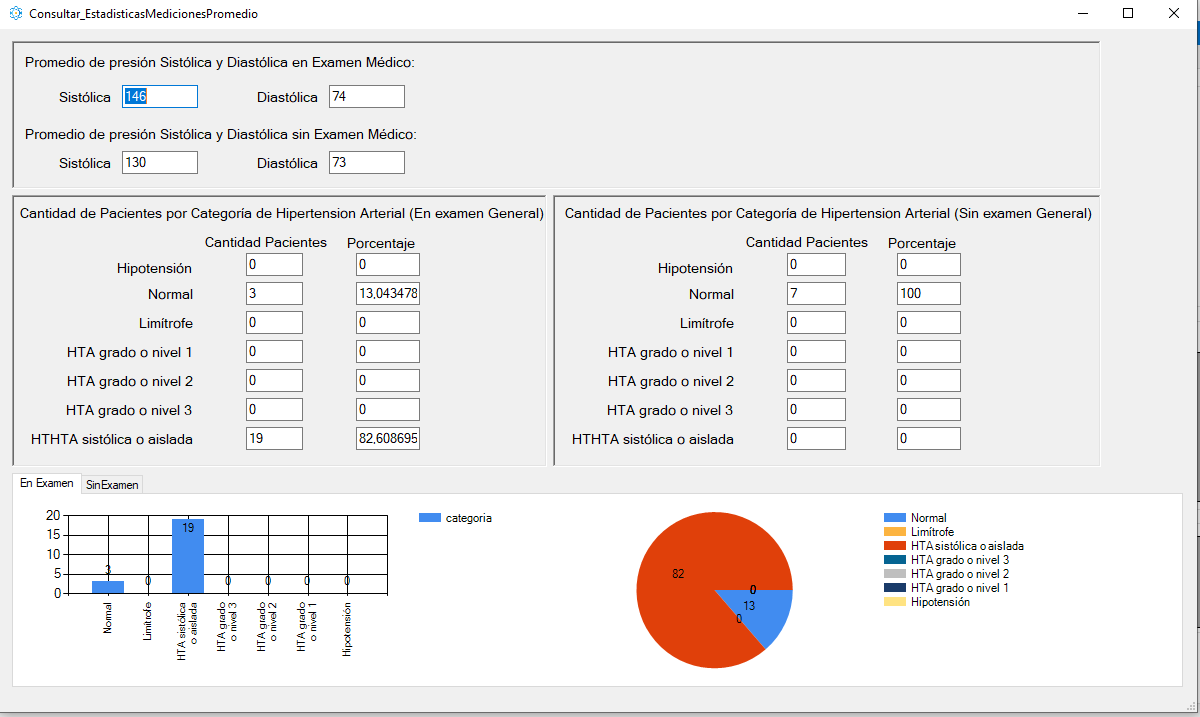 Consultar_EstadisticasMedicionesPromedio
Promedio de presión Sistólica y Diastólica en Examen Médico:
Sistólica 146 Diastólica 74
Promedio de presión Sistólica y Diastólica sin Examen Médico:
Sistólica 130 Diastólica 73
Cantidad de Pacientes por Categoría de Hipertension Arterial (En examen General)
Cantidad Pacientes Porcentaje
Hipotensión 0 0
Normal 3 13,043478
Limítrofe 0 0
HTA grado o nivel 1 0 0
HTA grado o nivel 2 0 0
HTA grado o nivel 3 0 0
HTHTA sistólica o aislada 19 82,608695
Cantidad de Pacientes por Categoría de Hipertension Arterial (Sin examen General)
Cantidad Pacientes Porcentaje
Hipotensión 0 0
Normal 7 100
Limítrofe 0 0
HTA grado o nivel 1 0 0
HTA grado o nivel 2 0 0
HTA grado o nivel 3 0 0
HTHTA sistólica o aislada 0 0
En Examen SinExamen
20
15
10
5
0
3 0 19 0 0 0 0
Normal
Limítrofe
HTA sistólica
o aislada
HTA grado
o nivel 3
HTA grado
o nivel 2
HTA grado
o nivel 1
Hipotensión
categoria
82
0
13
0
Normal
Limítrofe
HTA sistólica o aislada
HTA grado o nivel 3
HTA grado o nivel 2
HTA grado o nivel 1
Hipotensión